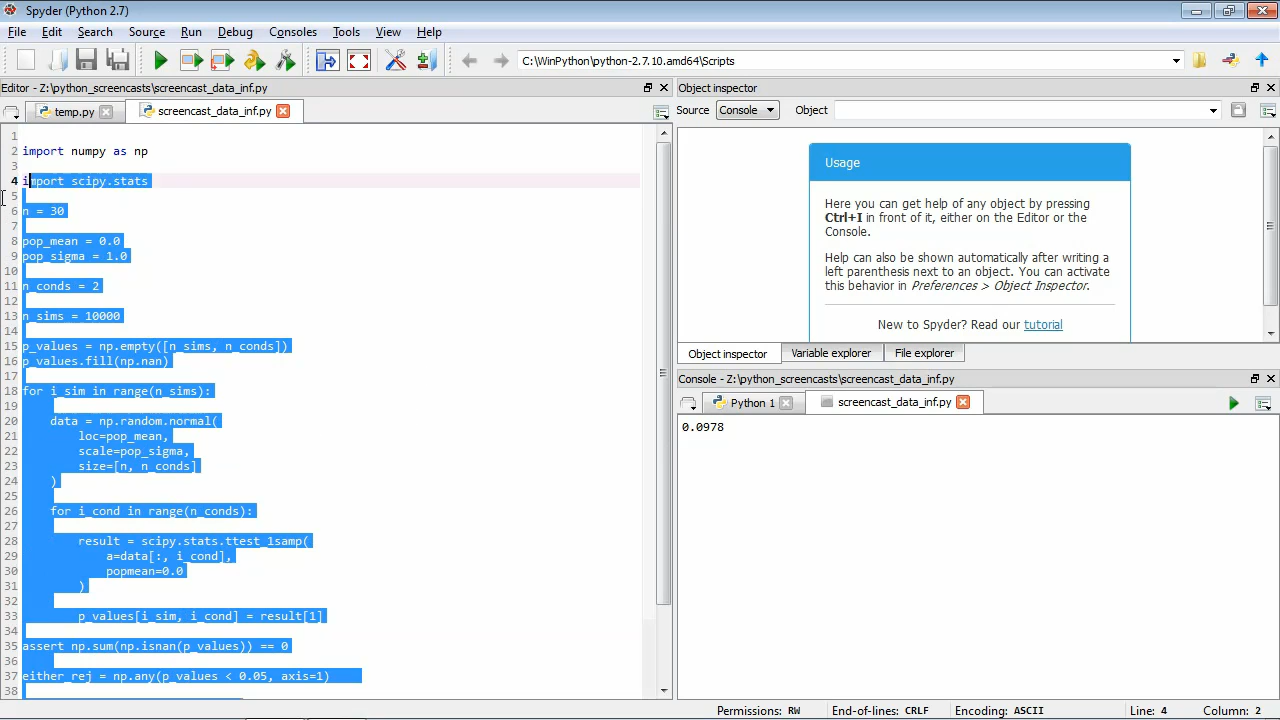 Spyder (Python 2.7)
File Edit Search Source Run Debug Consoles Tools View Help
C:\WinPython\python-2.7.10.amd64\Scripts
Editor - Z:\python_screencasts\screencast_data_inf.py
temp.py screencast_data_inf.py
1
2 import numpy as np
3
4 import scipy.stats
5
6 n = 30
7
8 pop_mean = 0.0
9 pop_sigma = 1.0
10
11 n_conds = 2
12
13 n_sims = 10000
14
15 p_values = np.empty([n_sims, n_conds])
16 p_values.fill(np.nan)
17
18 for i_sim in range(n_sims):
19
20 data = np.random.normal(
21 loc=pop_mean,
22 scale=pop_sigma,
23 size=[n, n_conds]
24 )
25
26 for i_cond in range(n_conds):
27
28 result = scipy.stats.ttest_1samp(
29 a=data[:, i_cond],
30 popmean=0.0
31 )
32
33 p_values[i_sim, i_cond] = result[1]
34
35 assert np.sum(np.isnan(p_values)) == 0
36
37 either_rej = np.any(p_values < 0.05, axis=1)
38
Object inspector
Source Console Object
Usage
Here you can get help of any object by pressing
Ctrl+I in front of it, either on the Editor or the
Console.
Help can also be shown automatically after writing a
left parenthesis next to an object. You can activate
this behavior in Preferences > Object Inspector.
New to Spyder? Read our tutorial
Object inspector Variable explorer File explorer
Console - Z:\python_screencasts\screencast_data_inf.py
Python 1 screencast_data_inf.py
0.0978
Permissions: RW End-of-lines: CRLF Encoding: ASCII Line: 4 Column: 2